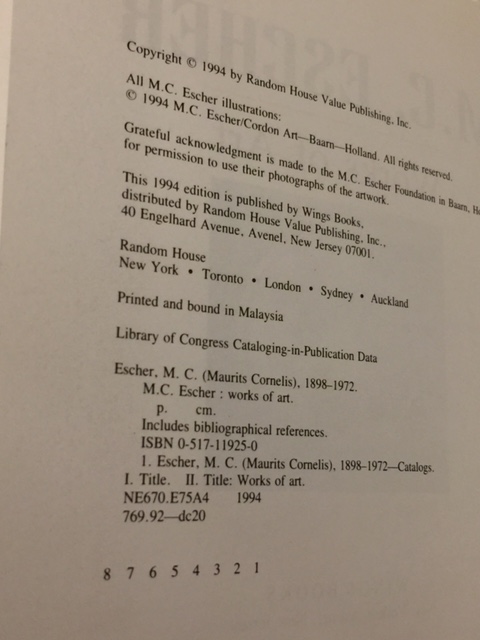 Copyright © 1994 by Random House Value Publishing, Inc.
All M.C. Escher illustrations:
© 1994 M.C. Escher/Cordon Art—Baarn—Holland. All rights reserved.
Grateful acknowledgment is made to the M.C. Escher Foundation in Baarn,
for permission to use their photographs of the artwork.
This 1994 edition is published by Wings Books,
distributed by Random House Value Publishing, Inc.,
40 Engelhard Avenue, Avenel, New Jersey 07001.
Random House
New York • Toronto • London • Sydney • Auckland
Printed and bound in Malaysia
Library of Congress Cataloging-in-Publication Data
Escher, M. C. (Maurits Cornelis), 1898-1972.
M.C. Escher : works of art.
p. cm.
Includes bibliographical references.
ISBN 0-517-11925-0
1. Escher, M. C. (Maurits Cornelis), 1898-1972—Catalogs.
I. Title. II. Title: Works of art.
NE670.E75A4 1994
769.92—dc20
8 7 6 5 4 3 2 1